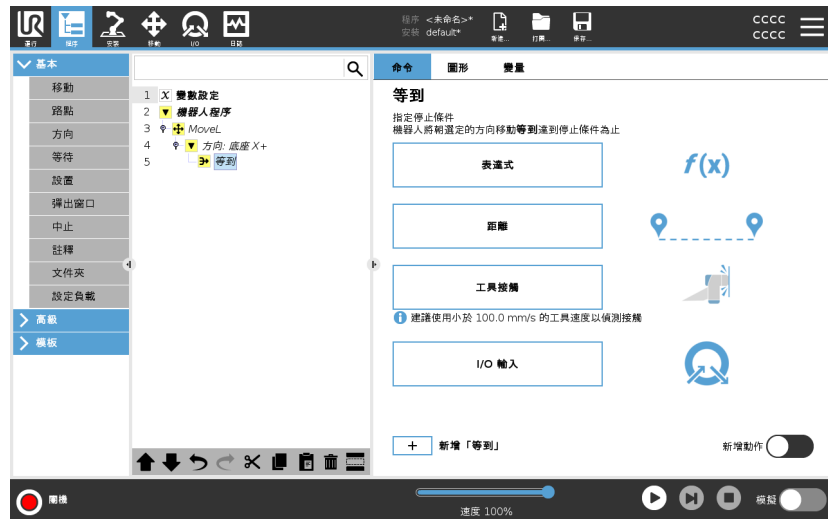 UR
運行
程序
安裝
移動
I/O
日誌
程序 <未命名>*
安裝 default*
新建...
打開...
保存...
cccc
cccc
基本
移動
路點
方向
等待
設置
彈出窗口
中止
註釋
文件夾
設定負載
高級
模板
1 X 變數設定
2 機器人程序
3 MoveL
4 方向: 底座 X+
5 等到
命令 圖形 變量
等到
指定停止條件
機器人將朝選定的方向移動等到達到停止條件為止
表達式
f(x)
距離
工具接觸
建議使用小於 100.0 mm/s 的工具速度以偵測接觸
I/O 輸入
+ 新增「等到」
新增動作
關機
速度 100%
模擬